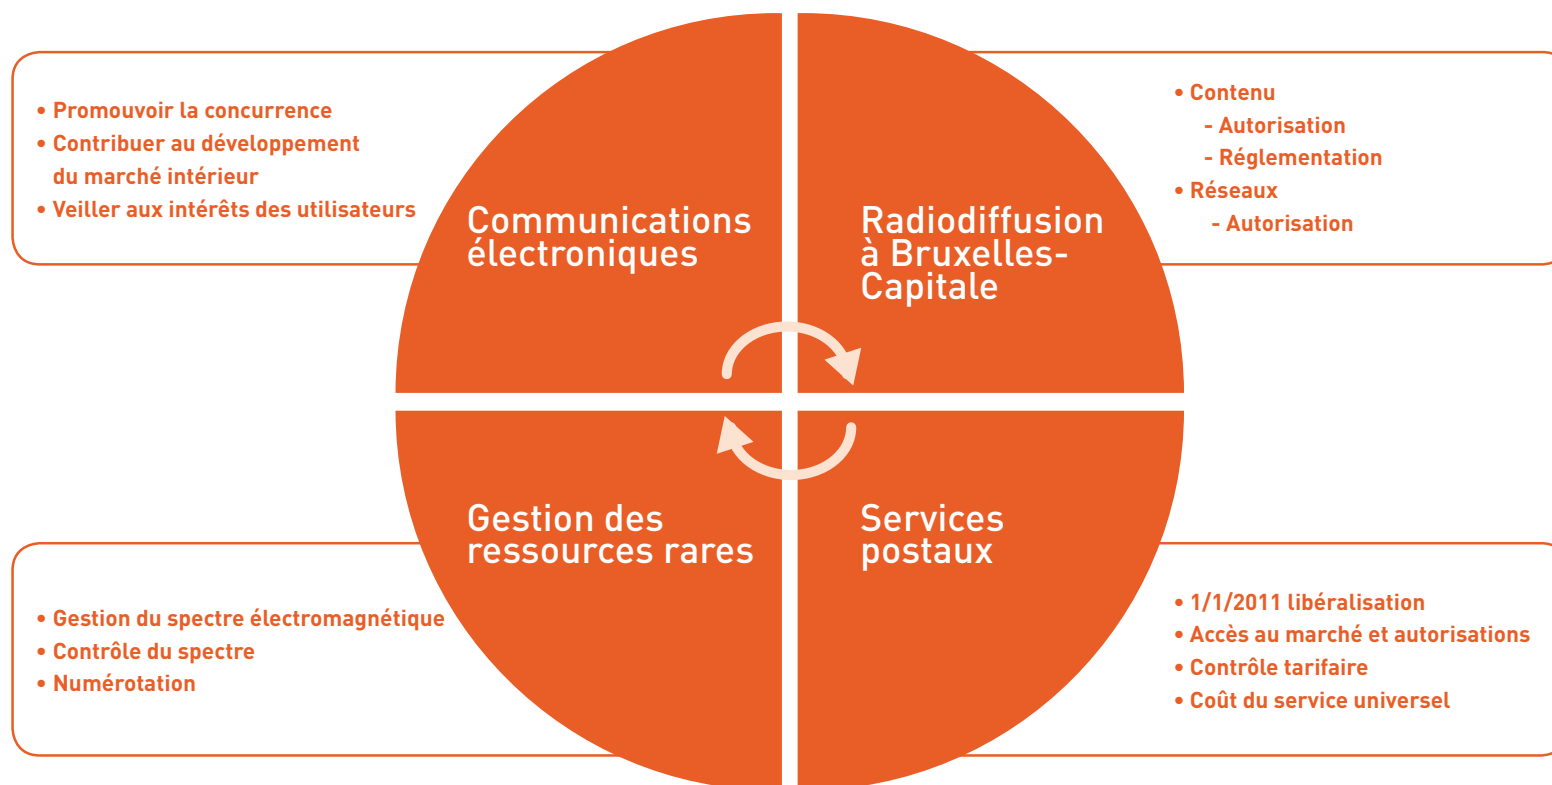 • Promouvoir la concurrence
• Contribuer au développement
du marché intérieur
• Veiller aux intérêts des utilisateurs
Communications
électroniques
Radiodiffusion
à Bruxelles-
Capitale
• Contenu
- Autorisation
- Réglementation
• Réseaux
- Autorisation
Gestion des
ressources rares
• Gestion du spectre électromagnétique
• Contrôle du spectre
• Numérotation
Services
postaux
• 1/1/2011 libéralisation
• Accès au marché et autorisations
• Contrôle tarifaire
• Coût du service universel